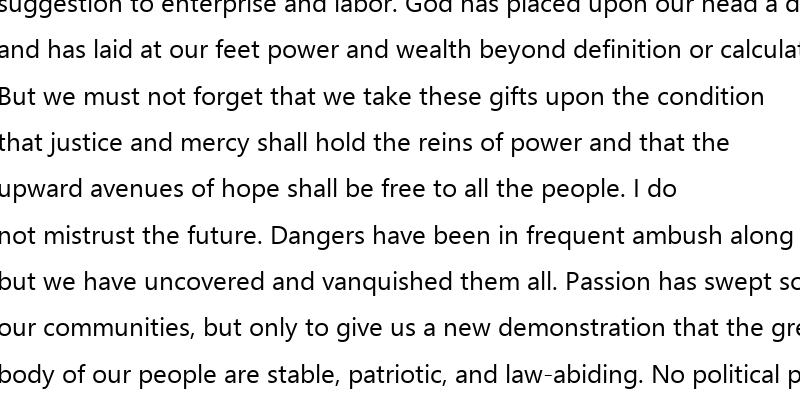 suggestion to enterprise and labor. God has placed upon our head a
and has laid at our feet power and wealth beyond definition or
But we must not forget that we take these gifts upon the condition
that justice and mercy shall hold the reins of power and that the
upward avenues of hope shall be free to all the people. I do
not mistrust the future. Dangers have been in frequent ambush along
but we have uncovered and vanquished them all. Passion has swept
our communities, but only to give us a new demonstration that the
body of our people are stable, patriotic, and law-abiding. No political